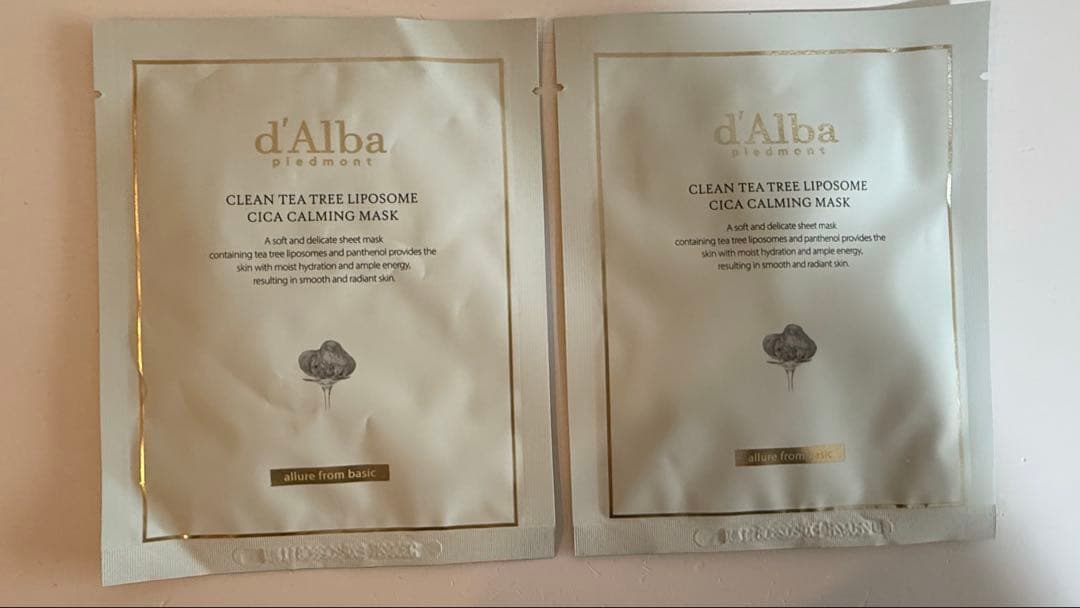 d'Alba
piedmont
CLEAN TEA TREE LIPOSOME
CICA CALMING MASK
A soft and delicate sheet mask
containing tea tree liposomes and panthenol provides the
skin with moist hydration and ample energy,
resulting in smooth and radiant skin.
allure from basic
d'Alba
piedmont
CLEAN TEA TREE LIPOSOME
CICA CALMING MASK
A soft and delicate sheet mask
containing tea tree liposomes and panthenol provides the
skin with moist hydration and ample energy,
resulting in smooth and radiant skin.
allure from basic